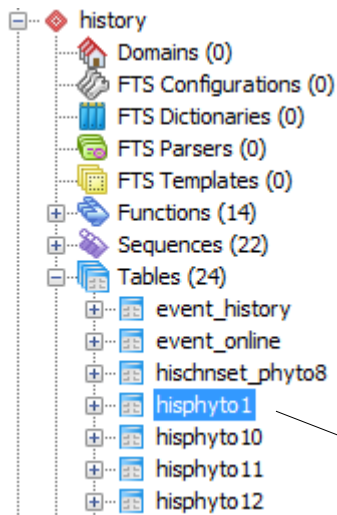 history
Domains (0)
FTS Configurations (0)
FTS Dictionaries (0)
FTS Parsers (0)
FTS Templates (0)
Functions (14)
Sequences (22)
Tables (24)
event_history
event_online
hischnset_phyto8
hisphyto1
hisphyto10
hisphyto11
hisphyto12